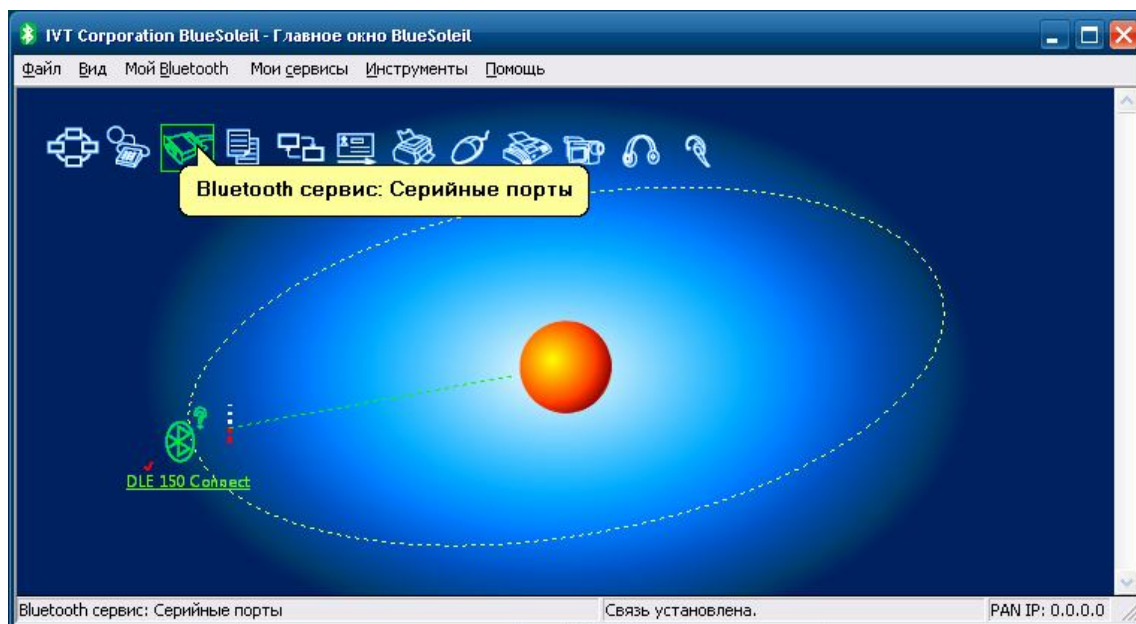 IVT Corporation BlueSoleil - Главное окно BlueSoleil
Файл Вид Мой Bluetooth Мои сервисы Инструменты Помощь
Bluetooth сервис: Серийные порты
DLE 150 Connect
Bluetooth сервис: Серийные порты Связь установлена. PAN IP: 0.0.0.0